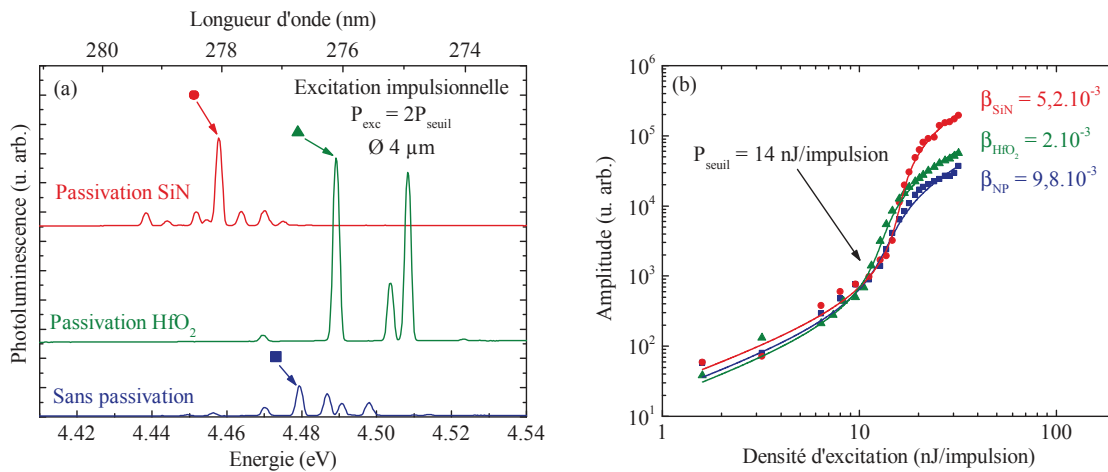 Longueur d'onde (nm)
280 278 276 274
(a)
Excitation impulsionnelle
P_exc = 2P_seuil
Ø 4 µm
Passivation SiN
Passivation HfO₂
Sans passivation
Photoluminescence (u. arb.)
4.42 4.44 4.46 4.48 4.50 4.52 4.54
Energie (eV)
(b)
β_SiN = 5,2.10⁻³
β_HfO₂ = 2.10⁻³
β_NP = 9,8.10⁻³
P_seuil = 14 nJ/impulsion
Amplitude (u. arb.)
10⁶
10⁵
10⁴
10³
10²
10¹
1 10 100
Densité d'excitation (nJ/impulsion)